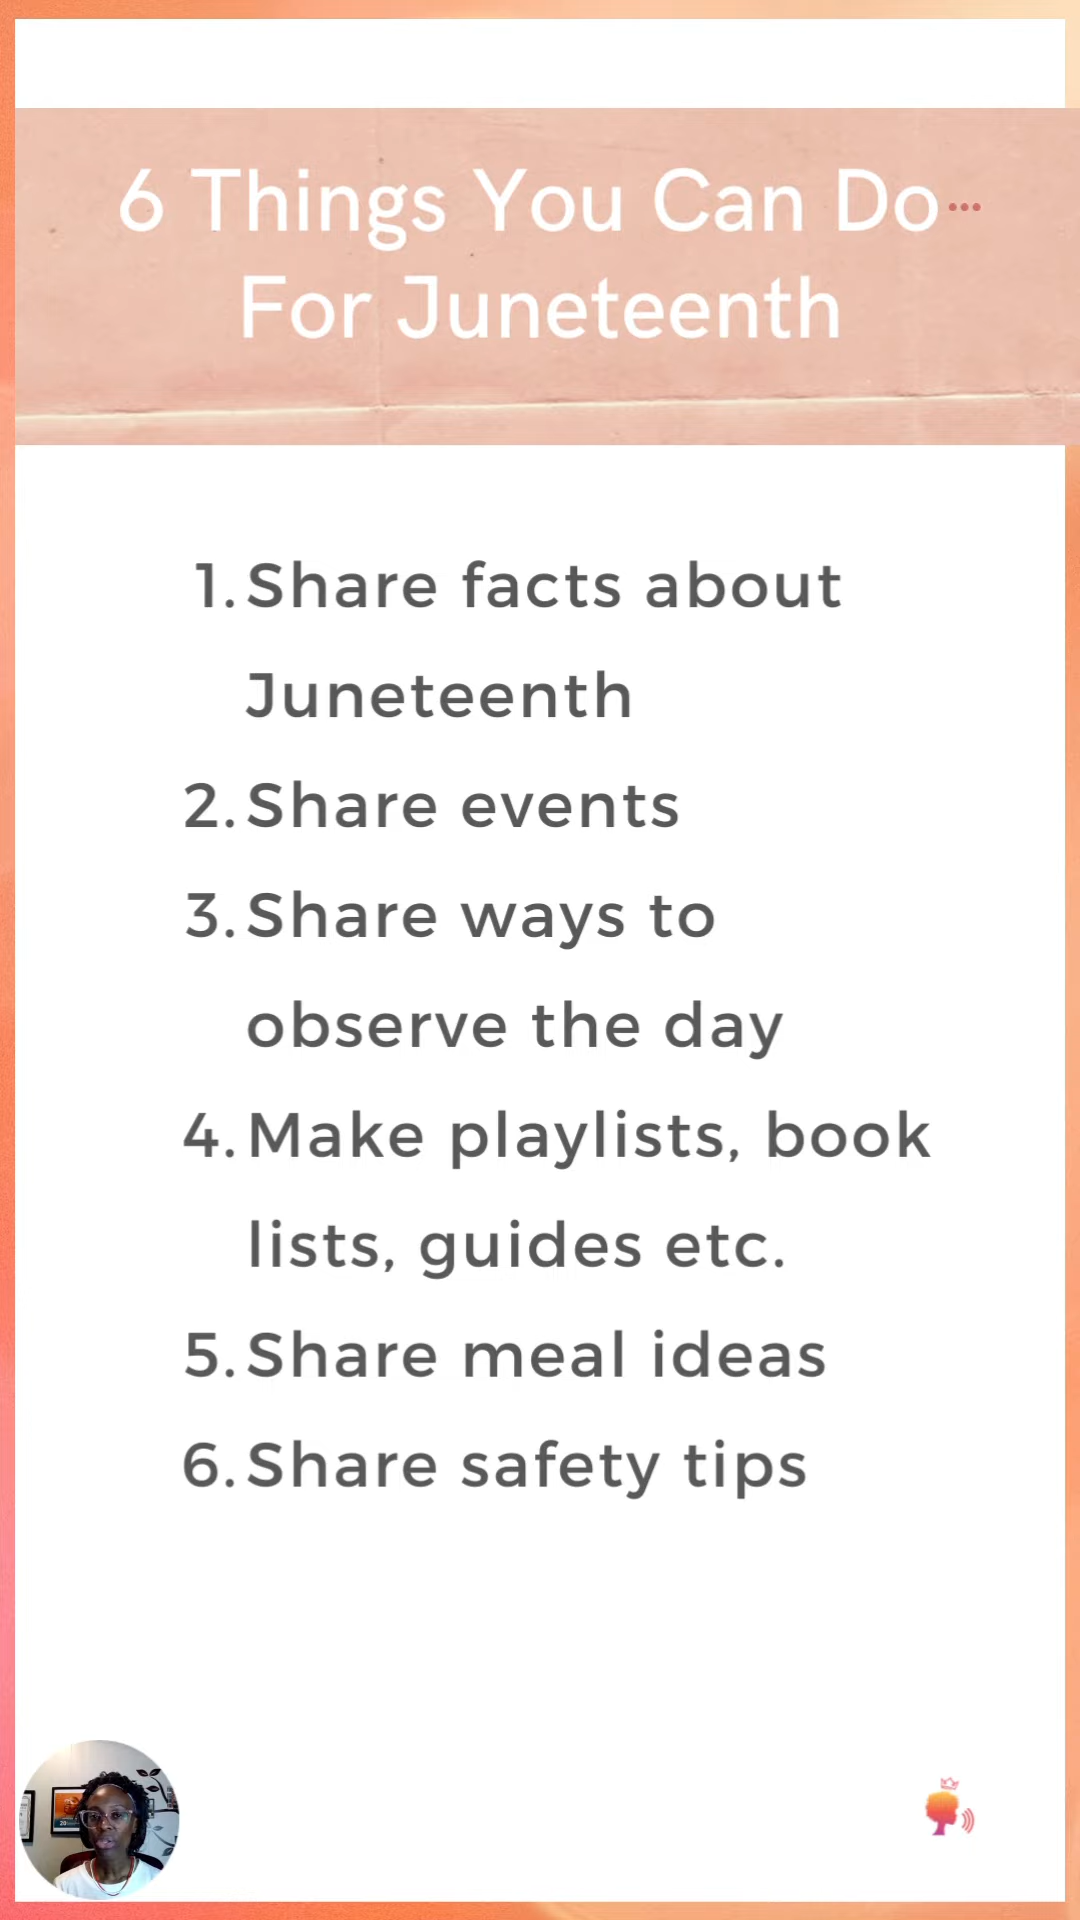 6 Things You Can Do...
For Juneteenth
1. Share facts about
Juneteenth
2. Share events
3. Share ways to
observe the day
4. Make playlists, book
lists, guides etc.
5. Share meal ideas
6. Share safety tips